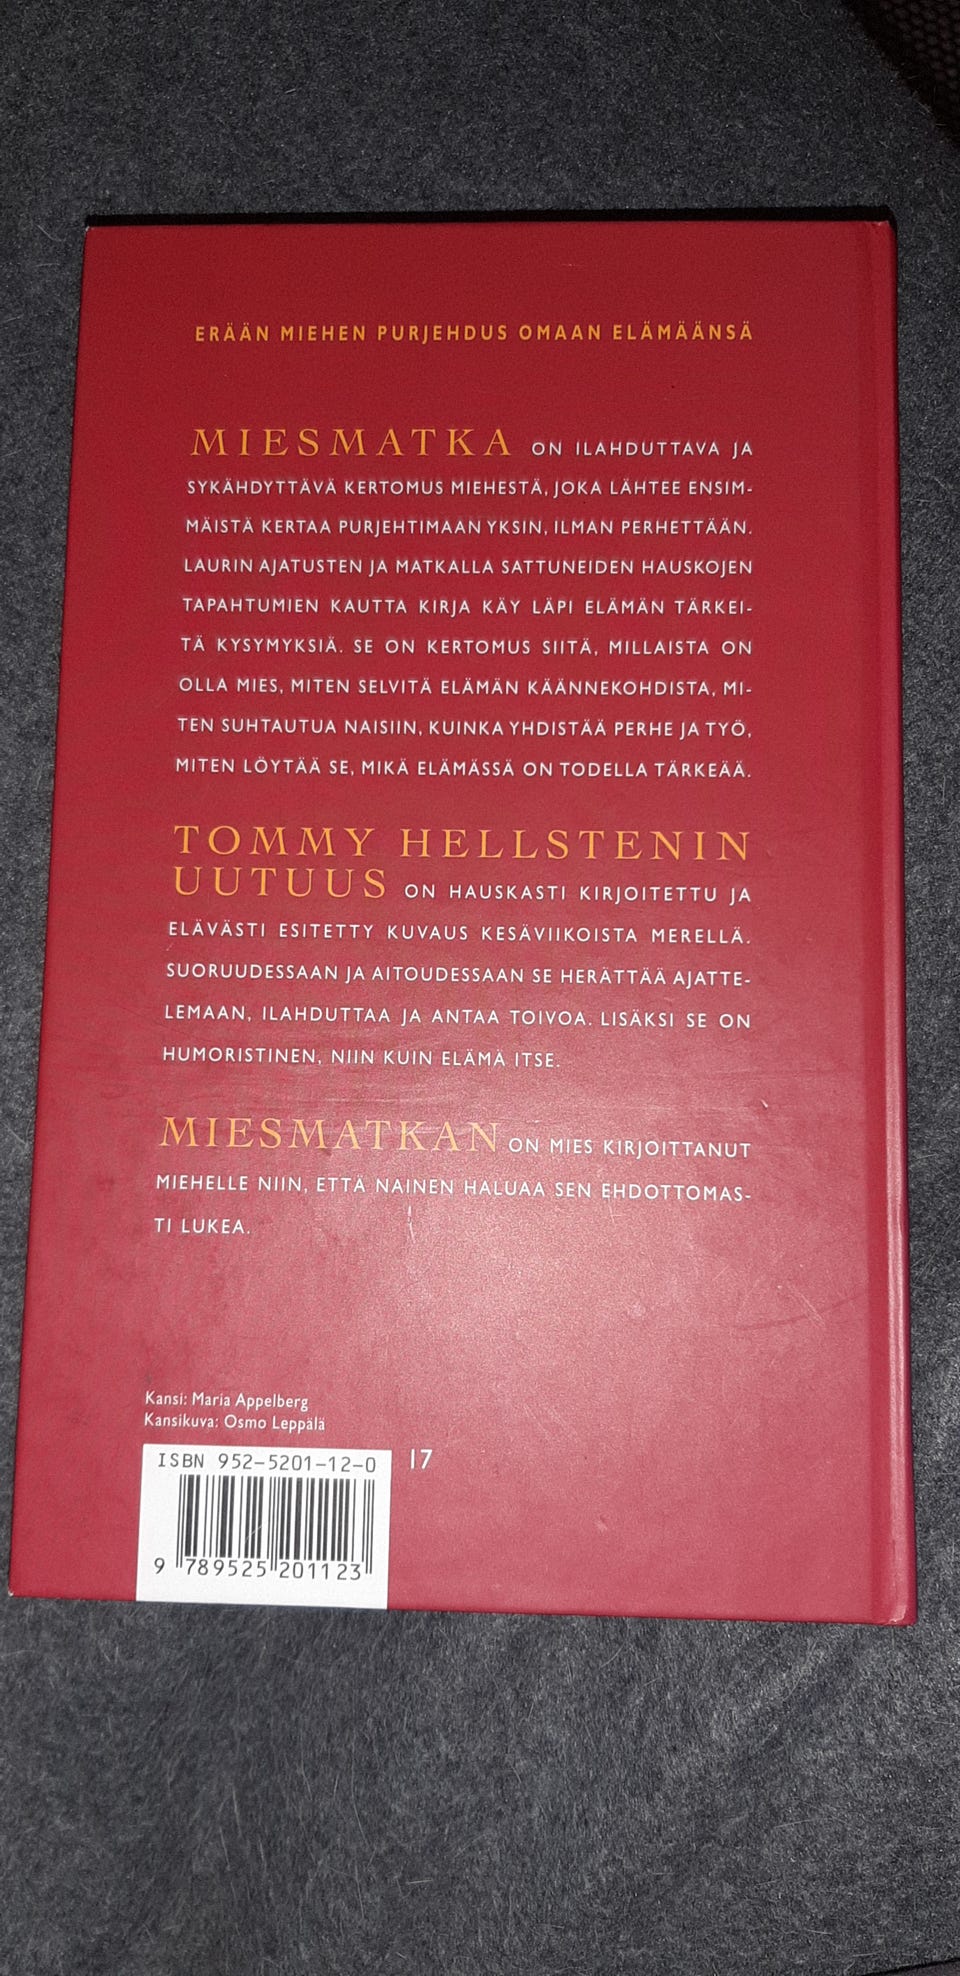 ERÄÄN MIEHEN PURJEHDUS OMAAN ELÄMÄÄNSÄ
MIESMATKA ON ILAHDUTTAVA JA
SYKÄHDYTTÄVÄ KERTOMUS MIEHESTÄ, JOKA LÄHTEE ENSIM-
MÄISTÄ KERTAA PURJEHTIMAAN YKSIN, ILMAN PERHETTÄÄN.
LAURIN AJATUSTEN JA MATKALLA SATTUNEIDEN HAUSKOJEN
TAPAHTUMIEN KAUTTA KIRJA KÄY LÄPI ELÄMÄN TÄRKEI-
TÄ KYSYMYKSIÄ. SE ON KERTOMUS SIITÄ, MILLAISTA ON
OLLA MIES, MITEN SELVITÄ ELÄMÄN KÄÄNNEKOHDISTA, MI-
TEN SUHTAUTUA NAISIIN, KUINKA YHDISTÄÄ PERHE JA TYÖ,
MITEN LÖYTÄÄ SE, MIKÄ ELÄMÄSSÄ ON TODELLA TÄRKEÄÄ.
TOMMY HELLSTENIN
UUTUUS ON HAUSKASTI KIRJOITETTU JA
ELÄVÄSTI ESITETTY KUVAUS KESÄVIIKOISTA MERELLÄ.
SUORUUDESSAAN JA AITOUDESSAAN SE HERÄTTÄÄ AJATTE-
LEMAAN, ILAHDUTTAA JA ANTAA TOIVOA. LISÄKSI SE ON
HUMORISTINEN, NIIN KUIN ELÄMÄ ITSE.
MIESMATKAN ON MIES KIRJOITTANUT
MIEHELLE NIIN, ETTÄ NAINEN HALUAA SEN EHDOTTOMAS-
TI LUKEA.
Kansi: Maria Appelberg
Kansikuva: Osmo Leppälä
ISBN 952-5201-12-0 17
9 789525 201123